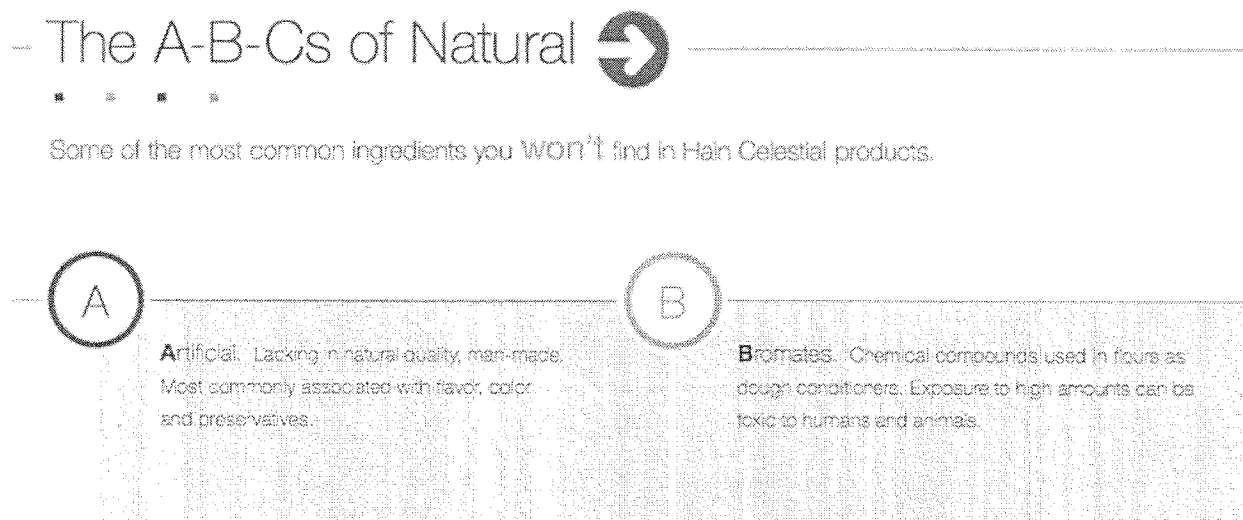 The A-B-Cs of Natural
Some of the most common ingredients you won't find in Hain Celestial products.
A
Artificial. Lacking in natural quality, man-made.
Most commonly associated with flavor, color
and preservatives.
B
Bromates. Chemical compounds used in flours as
dough conditioners. Exposure to high amounts can be
toxic to humans and animals.